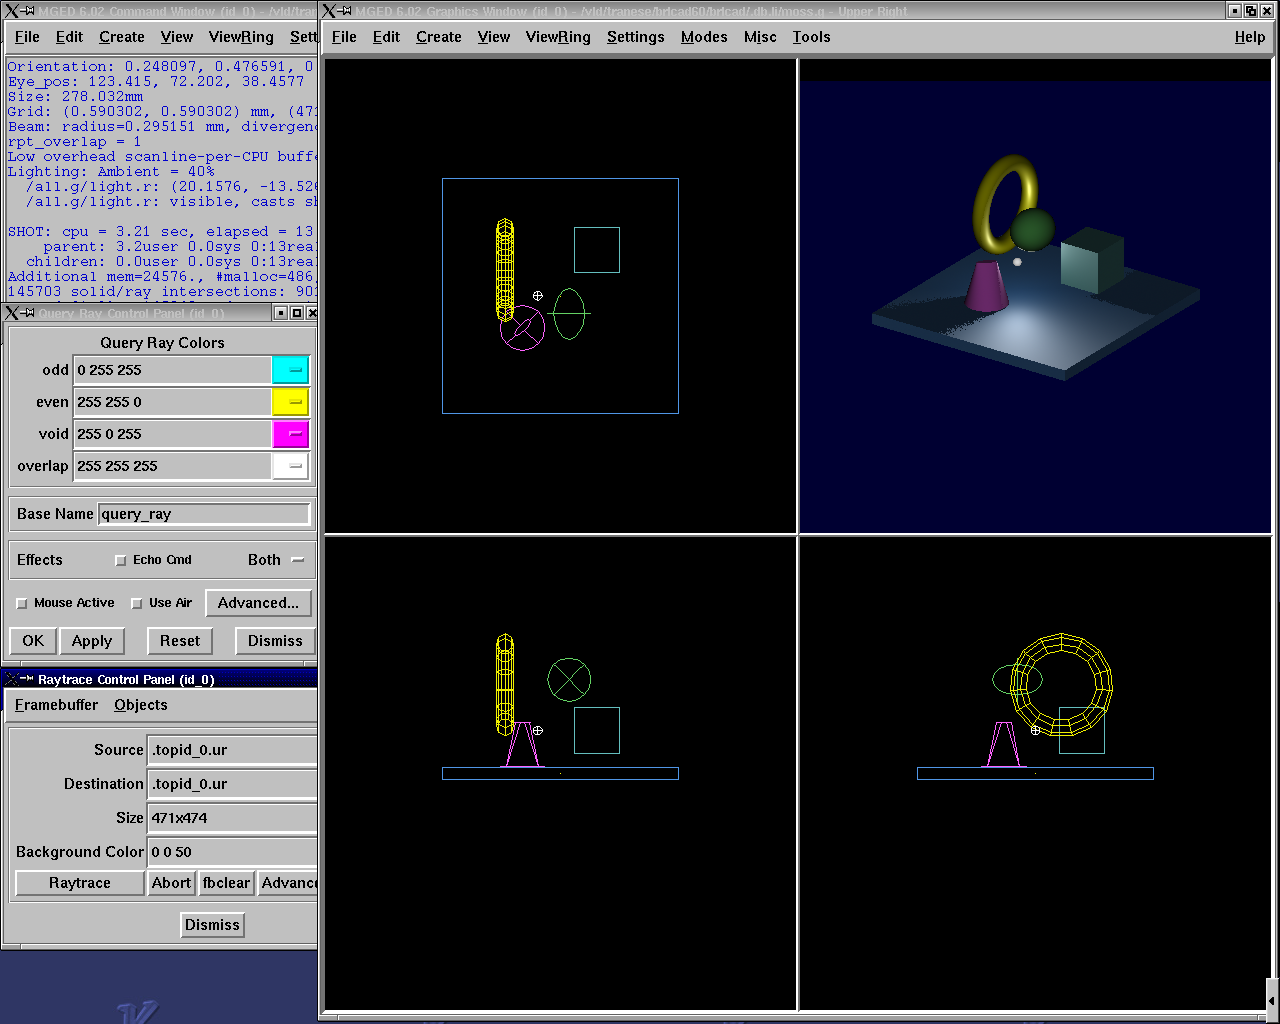 MGED 6.02 Command Window (id_0) - /vld/tranese
File Edit Create View ViewRing Sett
Orientation: 0.248097, 0.476591, 0
Eye_pos: 123.415, 72.202, 38.4577
Size: 278.032mm
Grid: (0.590302, 0.590302) mm, (471
Beam: radius=0.295151 mm, divergenc
rpt_overlap = 1
Low overhead scanline-per-CPU buffe
Lighting: Ambient = 40%
/all.g/light.r: (20.1576, -13.526
/all.g/light.r: visible, casts sh
SHOT: cpu = 3.21 sec, elapsed = 13
parent: 3.2user 0.0sys 0:13real
children: 0.0user 0.0sys 0:13real
Additional mem=24576., #malloc=486,
145703 solid/ray intersections: 90
Query Ray Control Panel (id_0)
Query Ray Colors
odd 0 255 255
even 255 255 0
void 255 0 255
overlap 255 255 255
Base Name query_ray
Effects Echo Cmd Both
Mouse Active Use Air Advanced...
OK Apply Reset Dismiss
Raytrace Control Panel (id_0)
Framebuffer Objects
Source .topid_0.ur
Destination .topid_0.ur
Size 471x474
Background Color 0 0 50
Raytrace Abort fbclear Advance
Dismiss
MGED 6.02 Graphics Window (id_0) - /vld/tranese/brlcad60/brlcad/.db.li/moss.g - Upper Right
File Edit Create View ViewRing Settings Modes Misc Tools Help